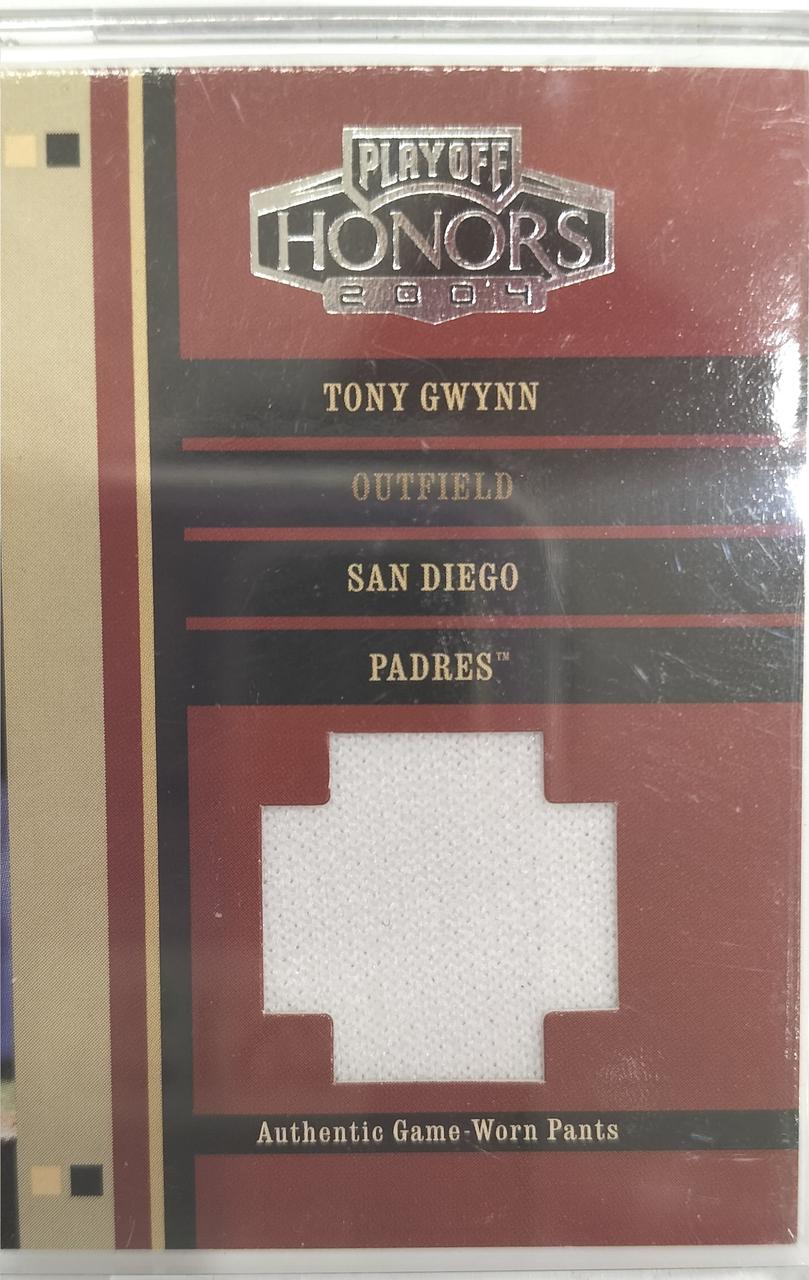 PLAYOFF
HONORS
2004
TONY GWYNN
OUTFIELD
SAN DIEGO
PADRES™
Authentic Game-Worn Pants